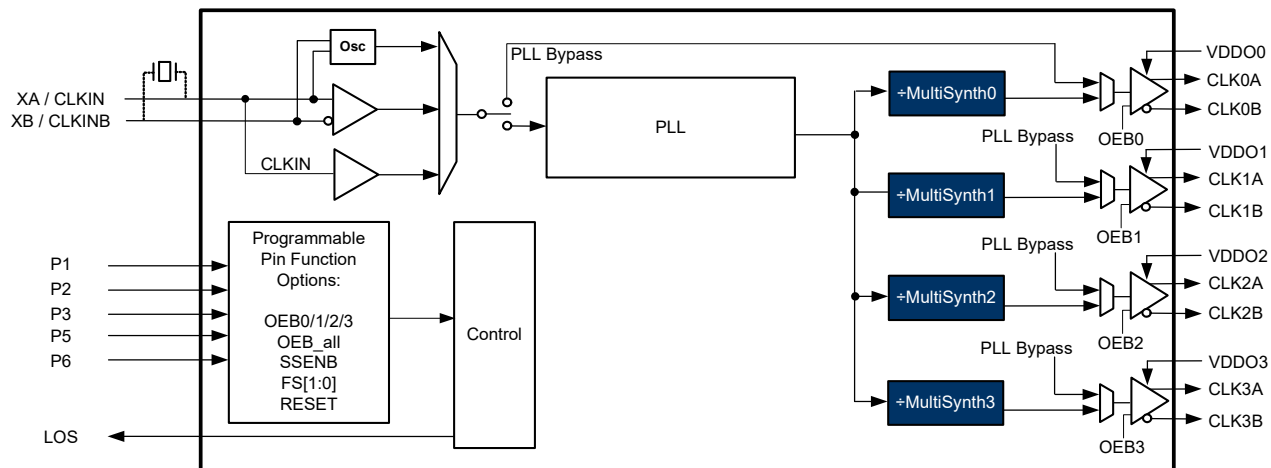 Osc
PLL Bypass
XA / CLKIN
XB / CLKINB
CLKIN
PLL
÷MultiSynth0
VDDO0
CLK0A
CLK0B
OEB0
PLL Bypass
÷MultiSynth1
VDDO1
CLK1A
CLK1B
OEB1
PLL Bypass
÷MultiSynth2
VDDO2
CLK2A
CLK2B
OEB2
PLL Bypass
÷MultiSynth3
VDDO3
CLK3A
CLK3B
OEB3
P1
P2
P3
P5
P6
Programmable
Pin Function
Options:
OEB0/1/2/3
OEB_all
SSENB
FS[1:0]
RESET
Control
LOS